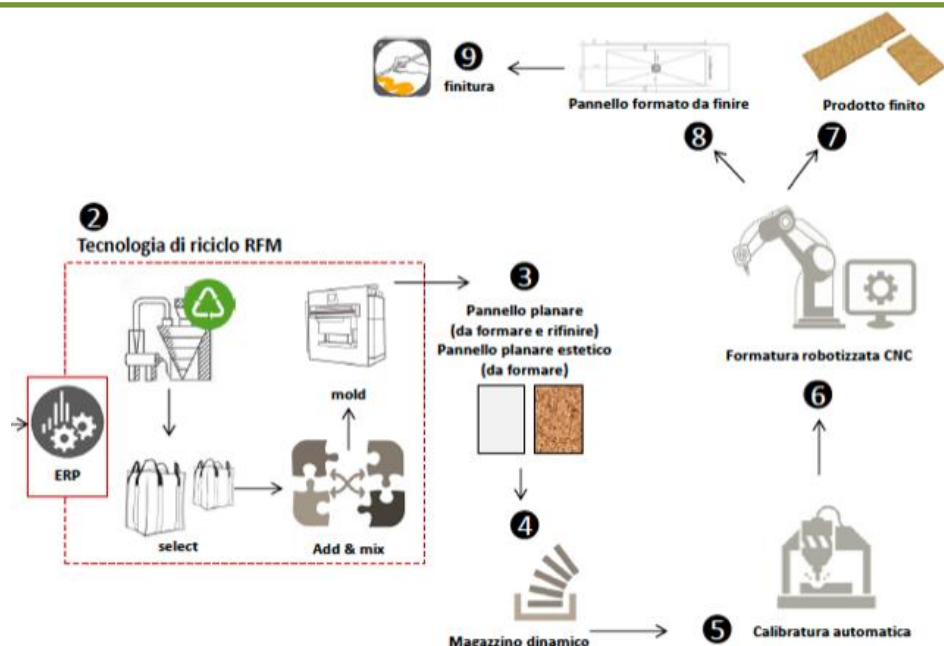 9
finitura
Pannello formato da finire
Prodotto finito
8
7
2
Tecnologia di riciclo RFM
3
Pannello planare
(da formare e rifinire)
Pannello planare estetico
(da formare)
Formatura robotizzata CNC
mold
6
ERP
4
select
Add & mix
Magazzino dinamico
5
Calibratura automatica